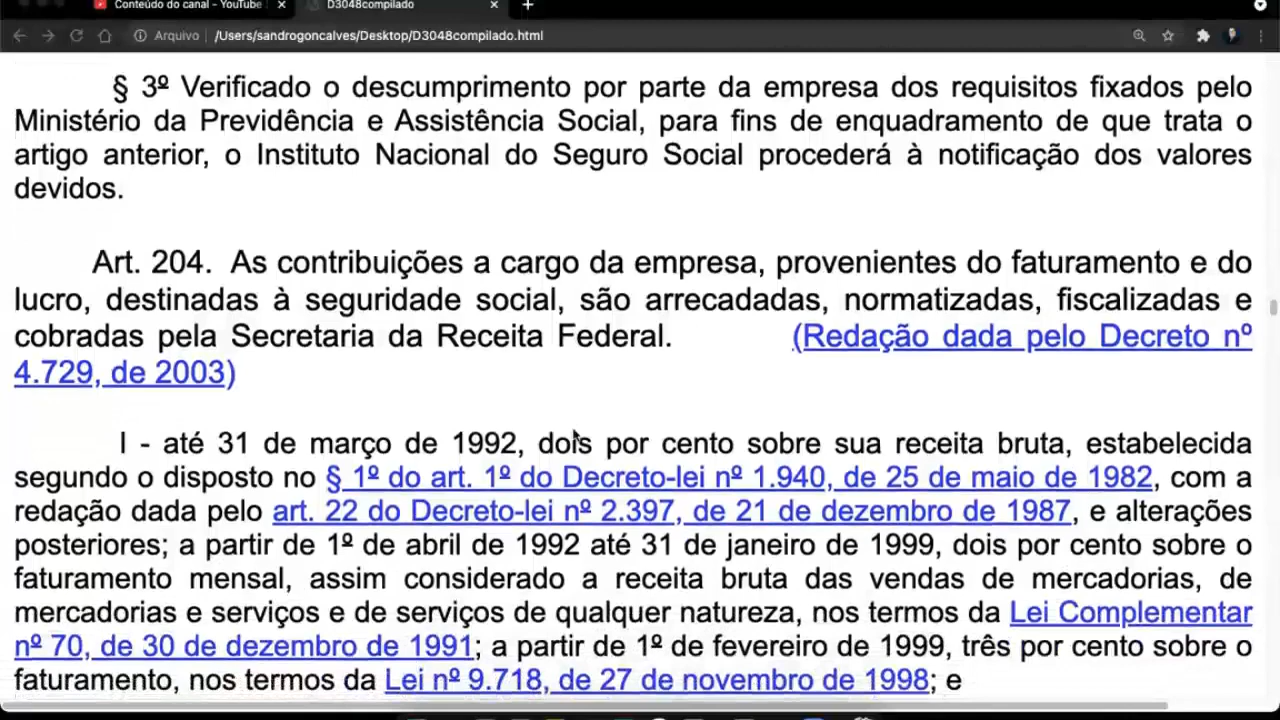 Conteúdo do canal - YouTube
D3048compilado
Arquivo /Users/sandrogoncalves/Desktop/D3048compilado.html
§ 3º Verificado o descumprimento por parte da empresa dos requisitos fixados pelo
Ministério da Previdência e Assistência Social, para fins de enquadramento de que trata o
artigo anterior, o Instituto Nacional do Seguro Social procederá à notificação dos valores
devidos.
Art. 204. As contribuições a cargo da empresa, provenientes do faturamento e do
lucro, destinadas à seguridade social, são arrecadadas, normatizadas, fiscalizadas e
cobradas pela Secretaria da Receita Federal. (Redação dada pelo Decreto nº
4.729, de 2003)
I - até 31 de março de 1992, dois por cento sobre sua receita bruta, estabelecida
segundo o disposto no § 1º do art. 1º do Decreto-lei nº 1.940, de 25 de maio de 1982, com a
redação dada pelo art. 22 do Decreto-lei nº 2.397, de 21 de dezembro de 1987, e alterações
posteriores; a partir de 1º de abril de 1992 até 31 de janeiro de 1999, dois por cento sobre o
faturamento mensal, assim considerado a receita bruta das vendas de mercadorias, de
mercadorias e serviços e de serviços de qualquer natureza, nos termos da Lei Complementar
nº 70, de 30 de dezembro de 1991; a partir de 1º de fevereiro de 1999, três por cento sobre o
faturamento, nos termos da Lei nº 9.718, de 27 de novembro de 1998; e